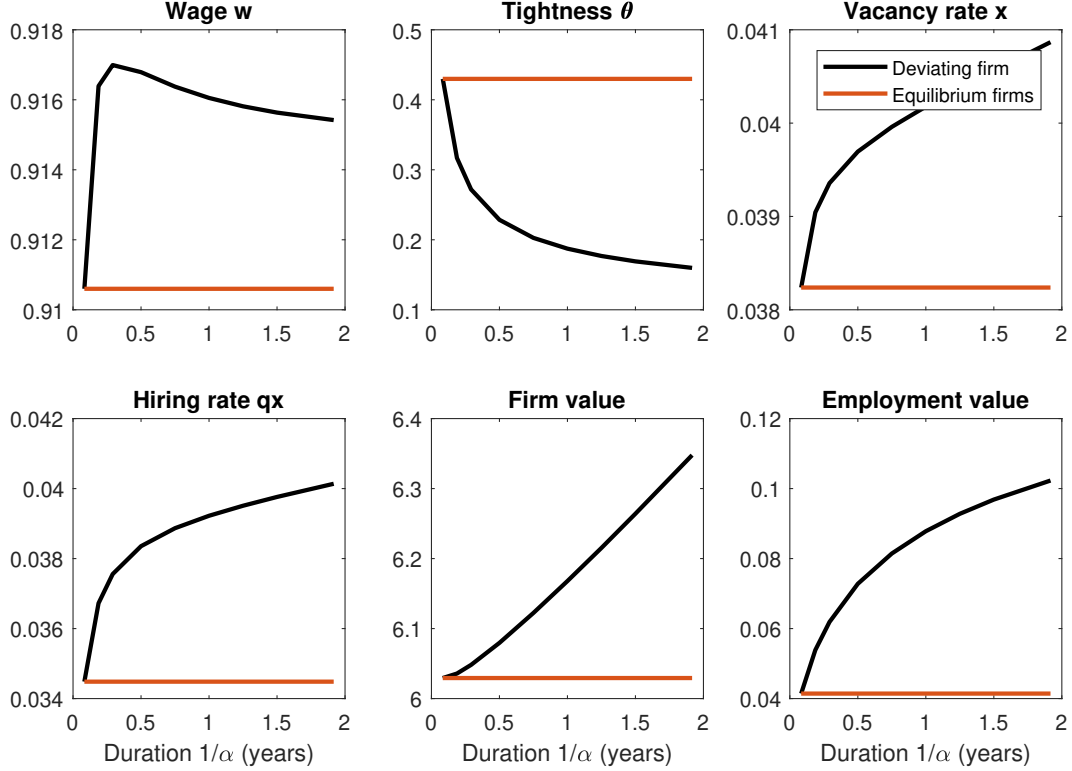 Wage w
0.918
0.916
0.914
0.912
0.91
0 0.5 1 1.5 2
Tightness θ
0.5
0.4
0.3
0.2
0.1
0 0.5 1 1.5 2
Vacancy rate x
0.041
0.04
0.039
0.038
0 0.5 1 1.5 2
Deviating firm
Equilibrium firms
Hiring rate qx
0.042
0.04
0.038
0.036
0.034
0 0.5 1 1.5 2
Duration 1/α (years)
Firm value
6.4
6.3
6.2
6.1
6
0 0.5 1 1.5 2
Duration 1/α (years)
Employment value
0.12
0.1
0.08
0.06
0.04
0 0.5 1 1.5 2
Duration 1/α (years)